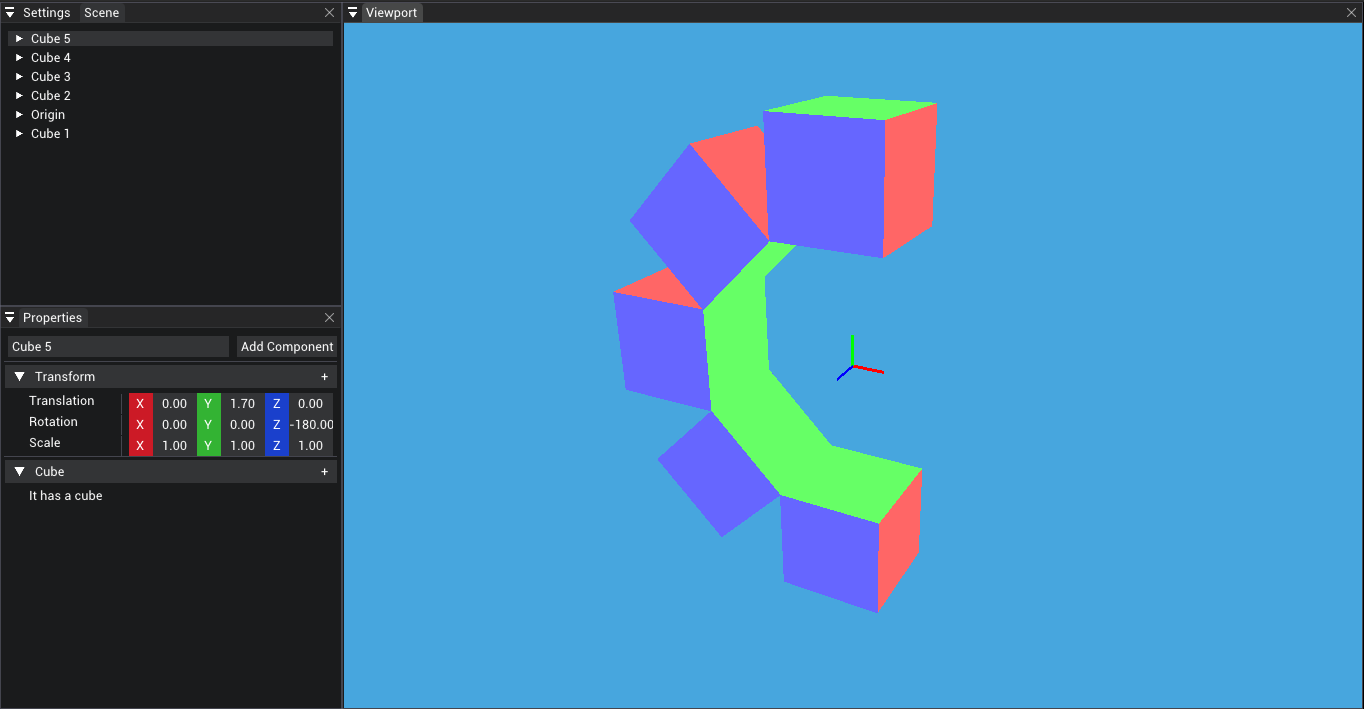 Settings Scene
Cube 5
Cube 4
Cube 3
Cube 2
Origin
Cube 1
Properties
Cube 5 Add Component
Transform +
Translation X 0.00 Y 1.70 Z 0.00
Rotation X 0.00 Y 0.00 Z -180.00
Scale X 1.00 Y 1.00 Z 1.00
Cube +
It has a cube
Viewport